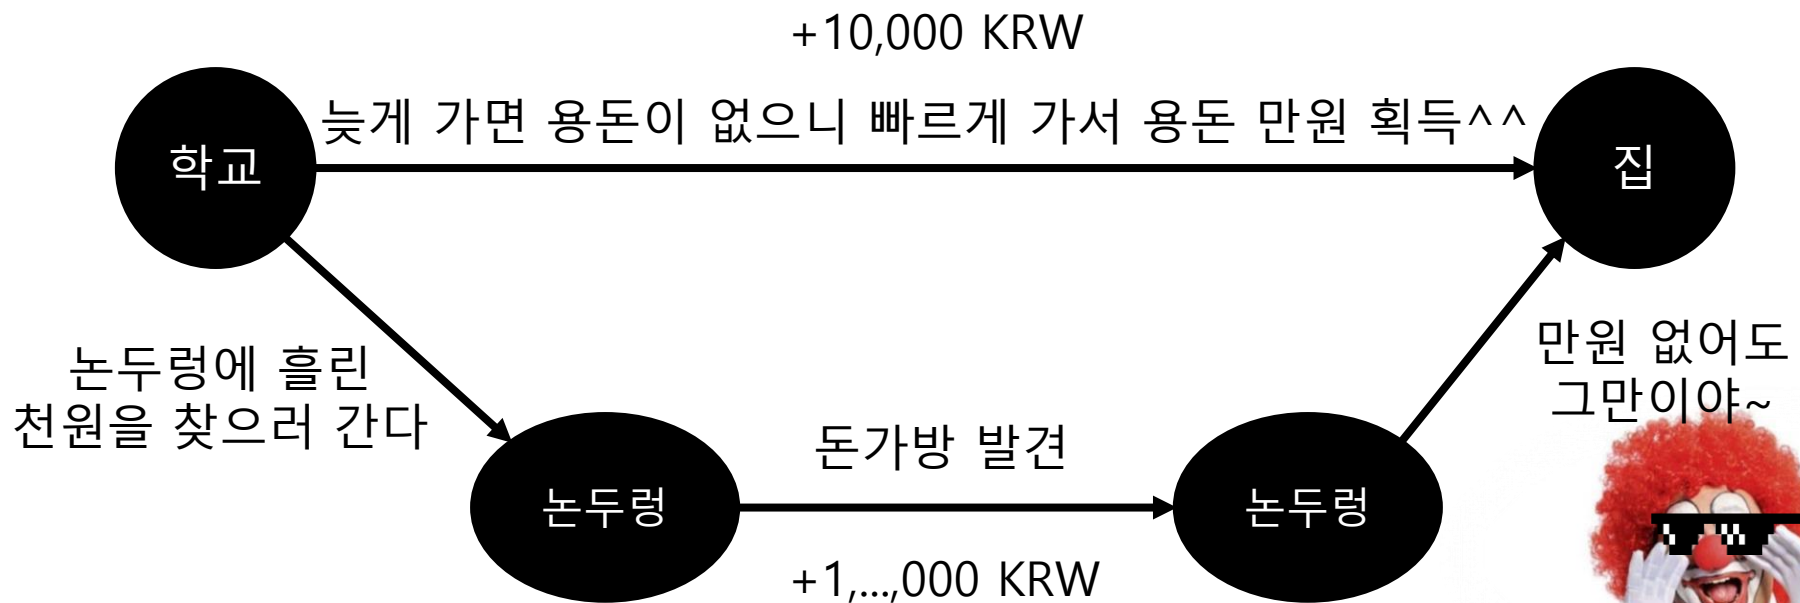 +10,000 KRW
늦게 가면 용돈이 없으니 빠르게 가서 용돈 만원 획득^^
학교
집
논두렁에 흘린
천원을 찾으러 간다
만원 없어도
그만이야~
돈가방 발견
논두렁
논두렁
+1,...,000 KRW